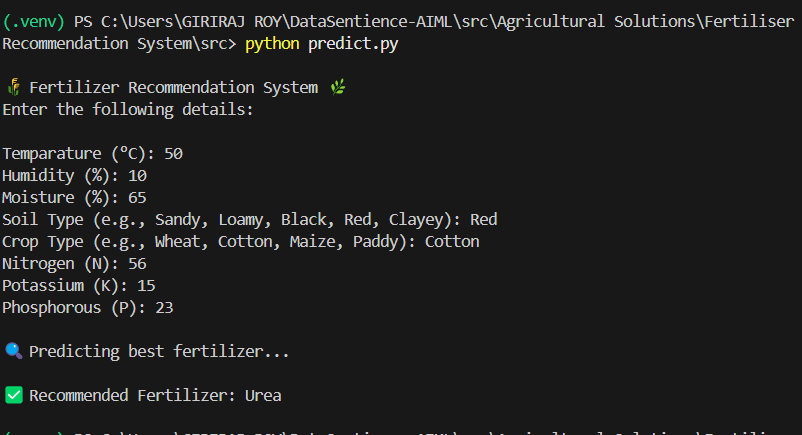 (.venv) PS C:\Users\GIRIRAJ ROY\DataSentience-AIML\src\Agricultural Solutions\Fertiliser
Recommendation System\src> python predict.py
🌾 Fertilizer Recommendation System 🌿
Enter the following details:
Temparature (°C): 50
Humidity (%): 10
Moisture (%): 65
Soil Type (e.g., Sandy, Loamy, Black, Red, Clayey): Red
Crop Type (e.g., Wheat, Cotton, Maize, Paddy): Cotton
Nitrogen (N): 56
Potassium (K): 15
Phosphorous (P): 23
🔍 Predicting best fertilizer...
✅ Recommended Fertilizer: Urea